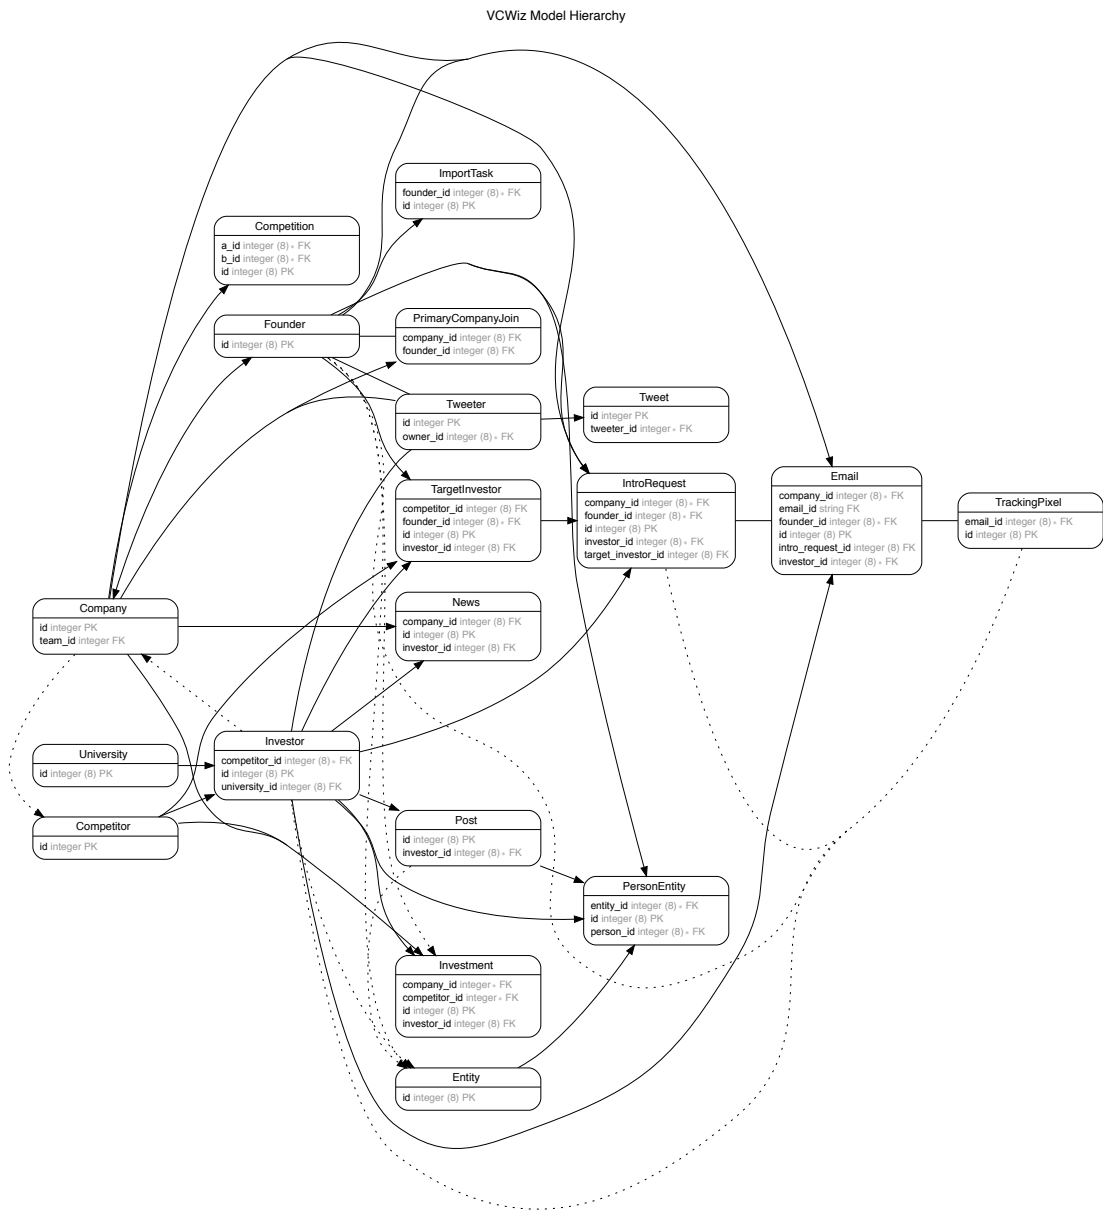 VCWiz Model Hierarchy
ImportTask
founder_id integer (8) ∗ FK
id integer (8) PK
Competition
a_id integer (8) ∗ FK
b_id integer (8) ∗ FK
id integer (8) PK
Founder
id integer (8) PK
PrimaryCompanyJoin
company_id integer (8) FK
founder_id integer (8) FK
Tweeter
id integer PK
owner_id integer (8) ∗ FK
Tweet
id integer PK
tweeter_id integer ∗ FK
TargetInvestor
competitor_id integer (8) FK
founder_id integer (8) ∗ FK
id integer (8) PK
investor_id integer (8) FK
IntroRequest
company_id integer (8) ∗ FK
founder_id integer (8) ∗ FK
id integer (8) PK
investor_id integer (8) ∗ FK
target_investor_id integer (8) FK
Email
company_id integer (8) ∗ FK
email_id string FK
founder_id integer (8) ∗ FK
id integer (8) PK
intro_request_id integer (8) FK
investor_id integer (8) ∗ FK
TrackingPixel
email_id integer (8) ∗ FK
id integer (8) PK
Company
id integer PK
team_id integer FK
News
company_id integer (8) FK
id integer (8) PK
investor_id integer (8) FK
University
id integer (8) PK
Investor
competitor_id integer (8) ∗ FK
id integer (8) PK
university_id integer (8) FK
Competitor
id integer PK
Post
id integer (8) PK
investor_id integer (8) ∗ FK
PersonEntity
entity_id integer (8) ∗ FK
id integer (8) PK
person_id integer (8) ∗ FK
Investment
company_id integer ∗ FK
competitor_id integer ∗ FK
id integer (8) PK
investor_id integer (8) FK
Entity
id integer (8) PK